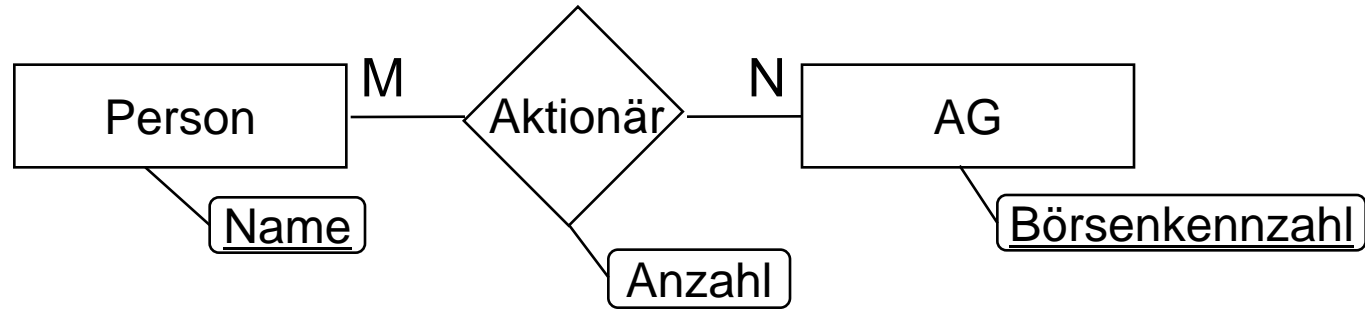 M
N
Person
Aktionär
AG
Name
Börsenkennzahl
Anzahl